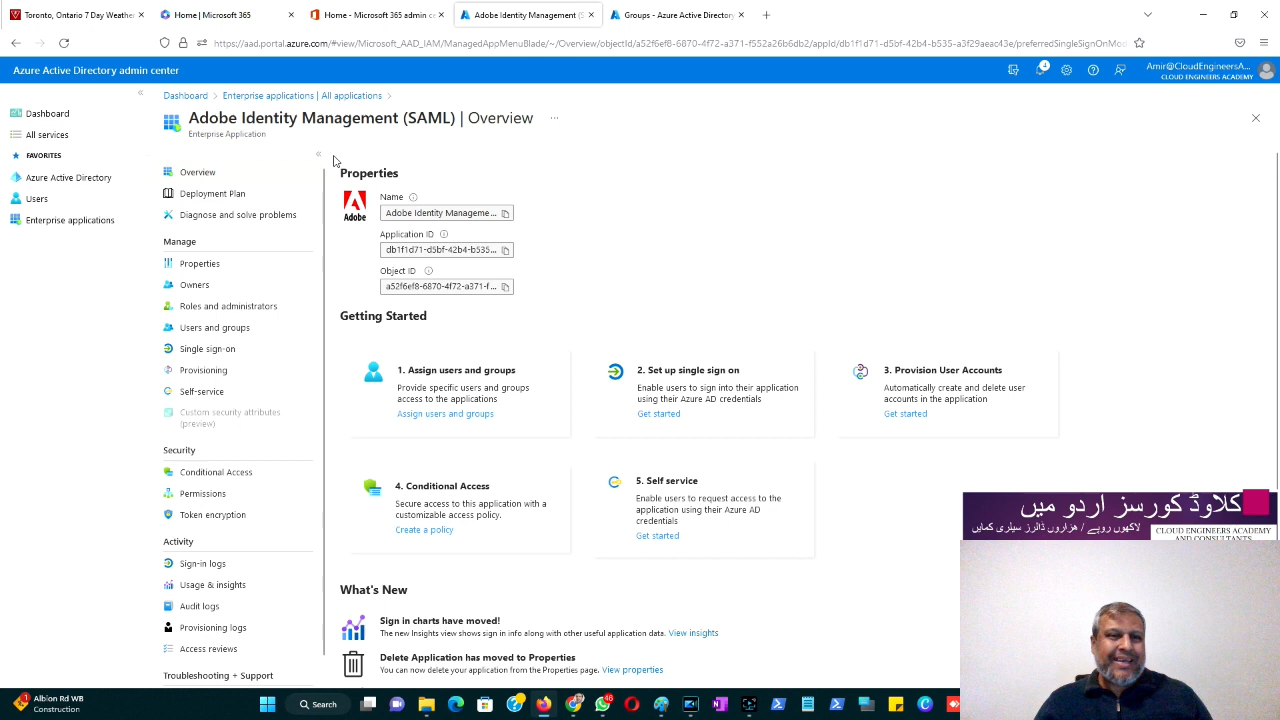 Toronto, Ontario 7 Day Weathe
Home | Microsoft 365
Home - Microsoft 365 admin ce
Adobe Identity Management (S
Groups - Azure Active Directory
https://aad.portal.azure.com/#view/Microsoft_AAD_IAM/ManagedAppMenuBlade/~/Overview/objectId/a52f6ef8-6870-4f72-a371-f552a26b6db2/appId/db1f1d71-d5bf-42b4-b535-a3f29aeac43e/preferredSingleSignOnMod
Azure Active Directory admin center
4
Amir@CloudEngineersA...
CLOUD ENGINEERS ACADEMY
Dashboard
All services
FAVORITES
Azure Active Directory
Users
Enterprise applications
Dashboard > Enterprise applications | All applications >
Adobe Identity Management (SAML) | Overview ...
Enterprise Application
Overview
Deployment Plan
Diagnose and solve problems
Manage
Properties
Owners
Roles and administrators
Users and groups
Single sign-on
Provisioning
Self-service
Custom security attributes
(preview)
Security
Conditional Access
Permissions
Token encryption
Activity
Sign-in logs
Usage & insights
Audit logs
Provisioning logs
Access reviews
Troubleshooting + Support
Properties
Adobe
Name
Adobe Identity Manageme...
Application ID
db1f1d71-d5bf-42b4-b535...
Object ID
a52f6ef8-6870-4f72-a371-f...
Getting Started
1. Assign users and groups
Provide specific users and groups
access to the applications
Assign users and groups
2. Set up single sign on
Enable users to sign into their application
using their Azure AD credentials
Get started
3. Provision User Accounts
Automatically create and delete user
accounts in the application
Get started
4. Conditional Access
Secure access to this application with a
customizable access policy.
Create a policy
5. Self service
Enable users to request access to the
application using their Azure AD
credentials
Get started
What's New
Sign in charts have moved!
The new Insights view shows sign in info along with other useful application data. View insights
Delete Application has moved to Properties
You can now delete your application from the Properties page. View properties
کلاوڈ کورسز اردو میں
لاکھوں روپے / ہزاروں ڈالرز سیلری کمایں
CLOUD ENGINEERS ACADEMY
AND CONSULTANTS
1
Albion Rd WB
Construction
Search
46